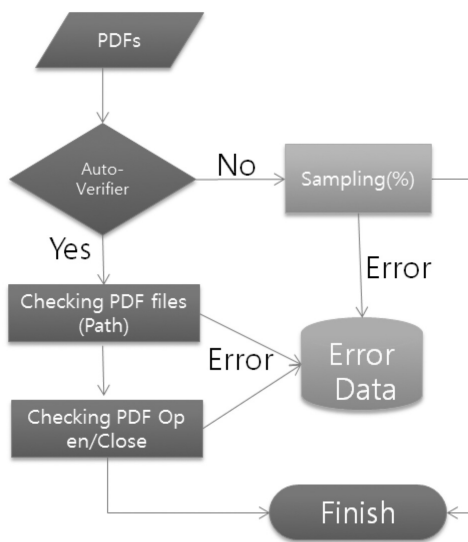 PDFs
Auto-
Verifier
No
Sampling(%)
Yes
Error
Checking PDF files
(Path)
Error
Error
Data
Checking PDF Op
en/Close
Finish